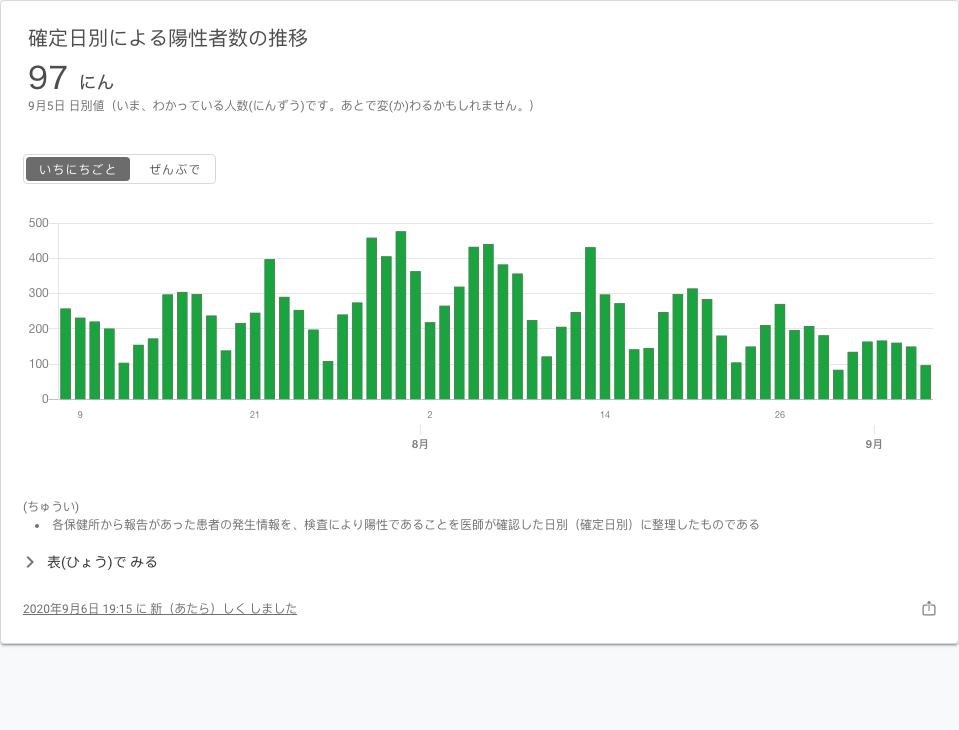 確定日別による陽性者数の推移
97 にん
9月5日 日別値（いま、わかっている人数(にんずう)です。あとで変(か)わるかもしれません。）
いちにちごと ぜんぶで
500
400
300
200
100
0
9 21 2 14 26
8月 9月
(ちゅうい)
• 各保健所から報告があった患者の発生情報を、検査により陽性であることを医師が確認した日別（確定日別）に整理したものである
表(ひょう)で みる
2020年9月6日 19:15 に 新（あたら）しく しました